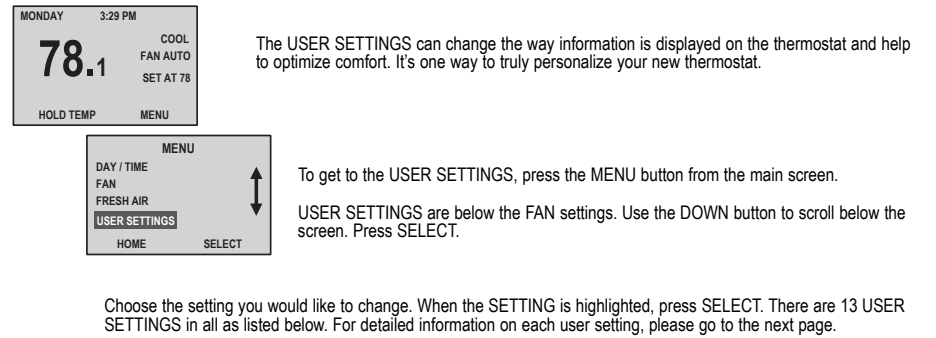 MONDAY 3:29 PM
COOL
78.1 FAN AUTO
SET AT 78
HOLD TEMP MENU
The USER SETTINGS can change the way information is displayed on the thermostat and help
to optimize comfort. It's one way to truly personalize your new thermostat.
MENU
DAY / TIME
FAN
FRESH AIR
USER SETTINGS
HOME SELECT
To get to the USER SETTINGS, press the MENU button from the main screen.
USER SETTINGS are below the FAN settings. Use the DOWN button to scroll below the
screen. Press SELECT.
Choose the setting you would like to change. When the SETTING is highlighted, press SELECT. There are 13 USER
SETTINGS in all as listed below. For detailed information on each user setting, please go to the next page.